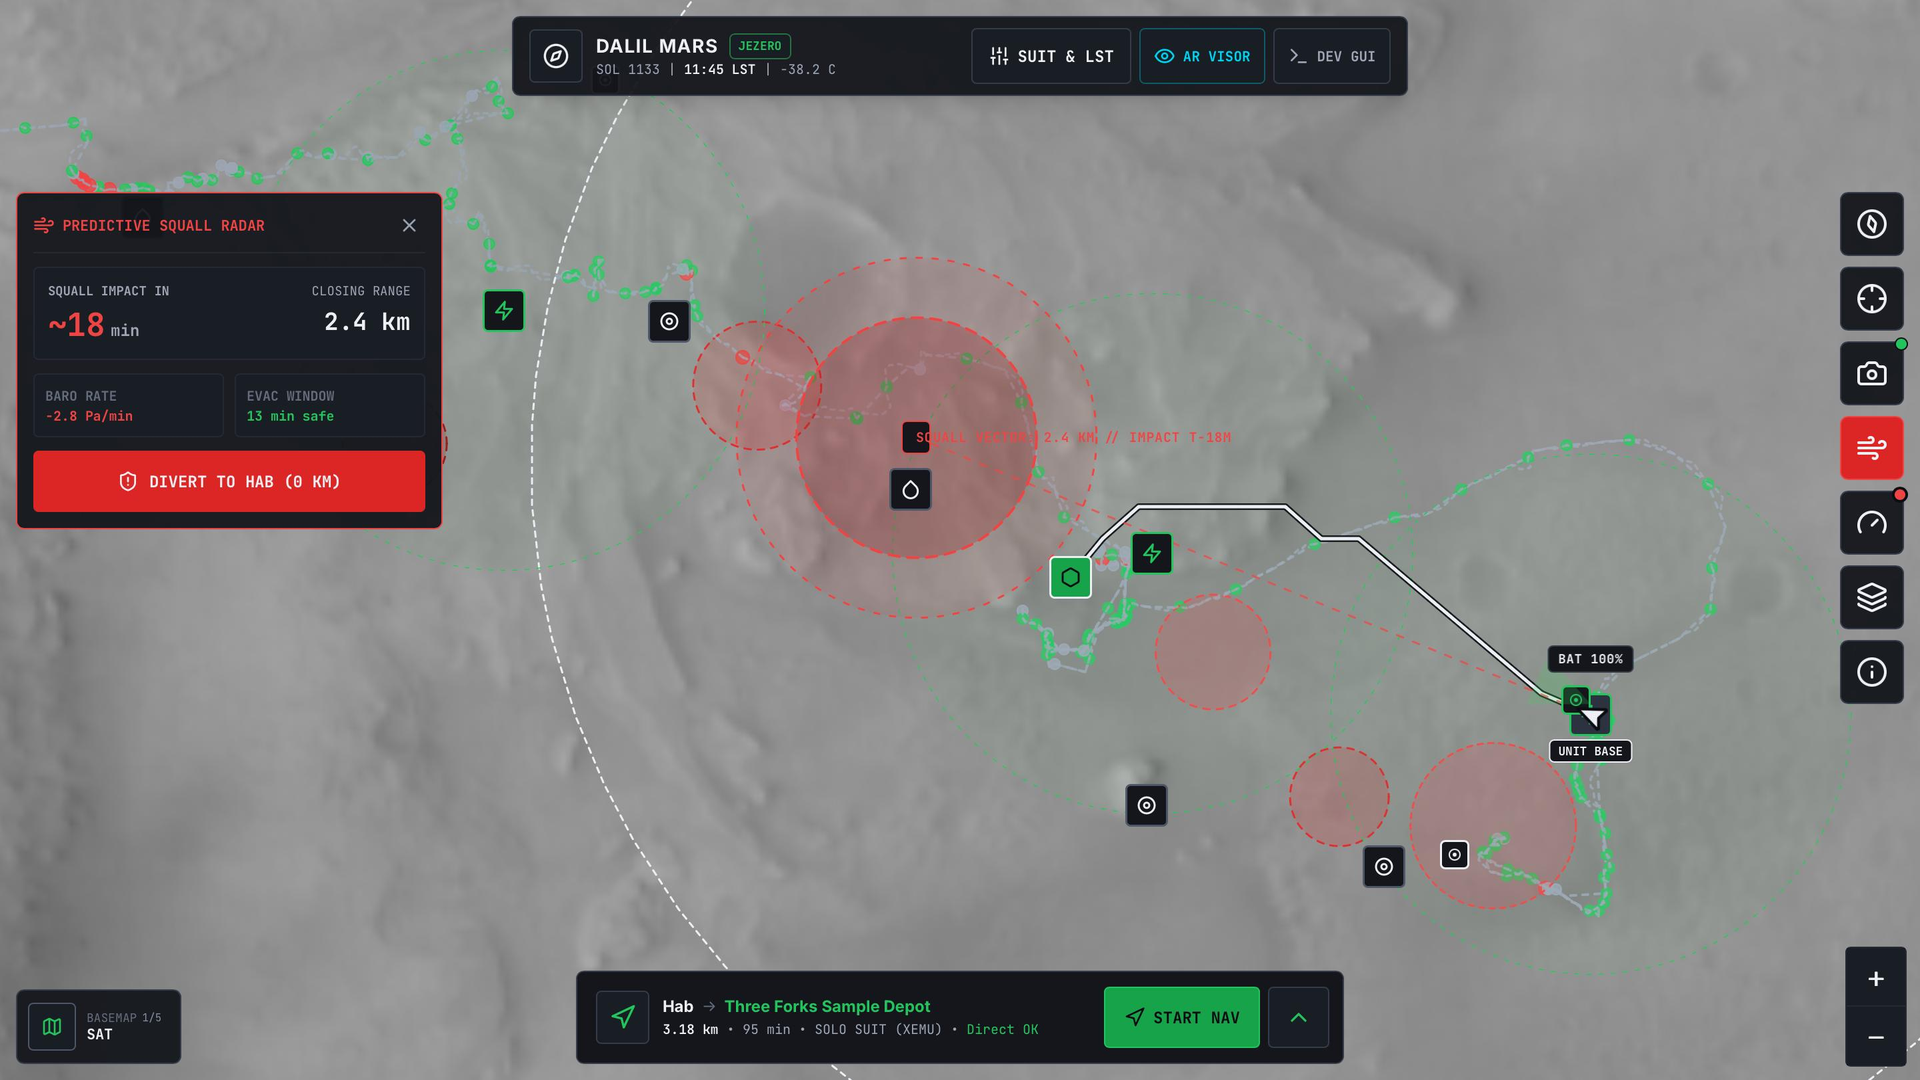 DALIL MARS
JEZERO
SOL 1133 | 11:45 LST | -38.2 C
SUIT & LST
AR VISOR
DEV GUI
PREDICTIVE SQUALL RADAR
SQUALL IMPACT IN
CLOSING RANGE
~18 min
2.4 km
BARO RATE
EVAC WINDOW
-2.8 Pa/min
13 min safe
DIVERT TO HAB (0 KM)
SQUALL VECTOR: 2.4 KM // IMPACT T-18M
BAT 100%
UNIT BASE
BASEMAP 1/5
SAT
Hab → Three Forks Sample Depot
3.18 km • 95 min • SOLO SUIT (XEMU) • Direct OK
START NAV